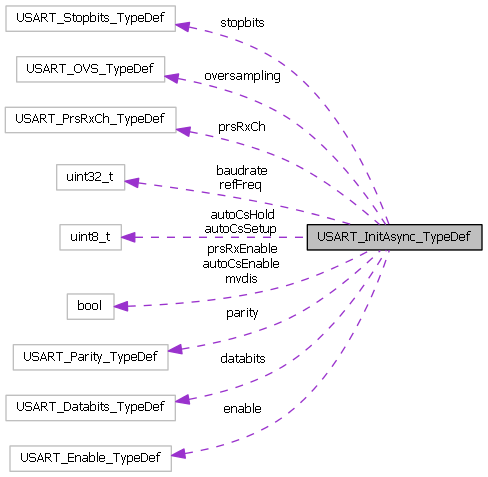 USART_Stopbits_TypeDef
stopbits
USART_OVS_TypeDef
oversampling
USART_PrsRxCh_TypeDef
prsRxCh
uint32_t
baudrate
refFreq
uint8_t
autoCsHold
autoCsSetup
USART_InitAsync_TypeDef
bool
prsRxEnable
autoCsEnable
mvdis
USART_Parity_TypeDef
parity
USART_Databits_TypeDef
databits
USART_Enable_TypeDef
enable